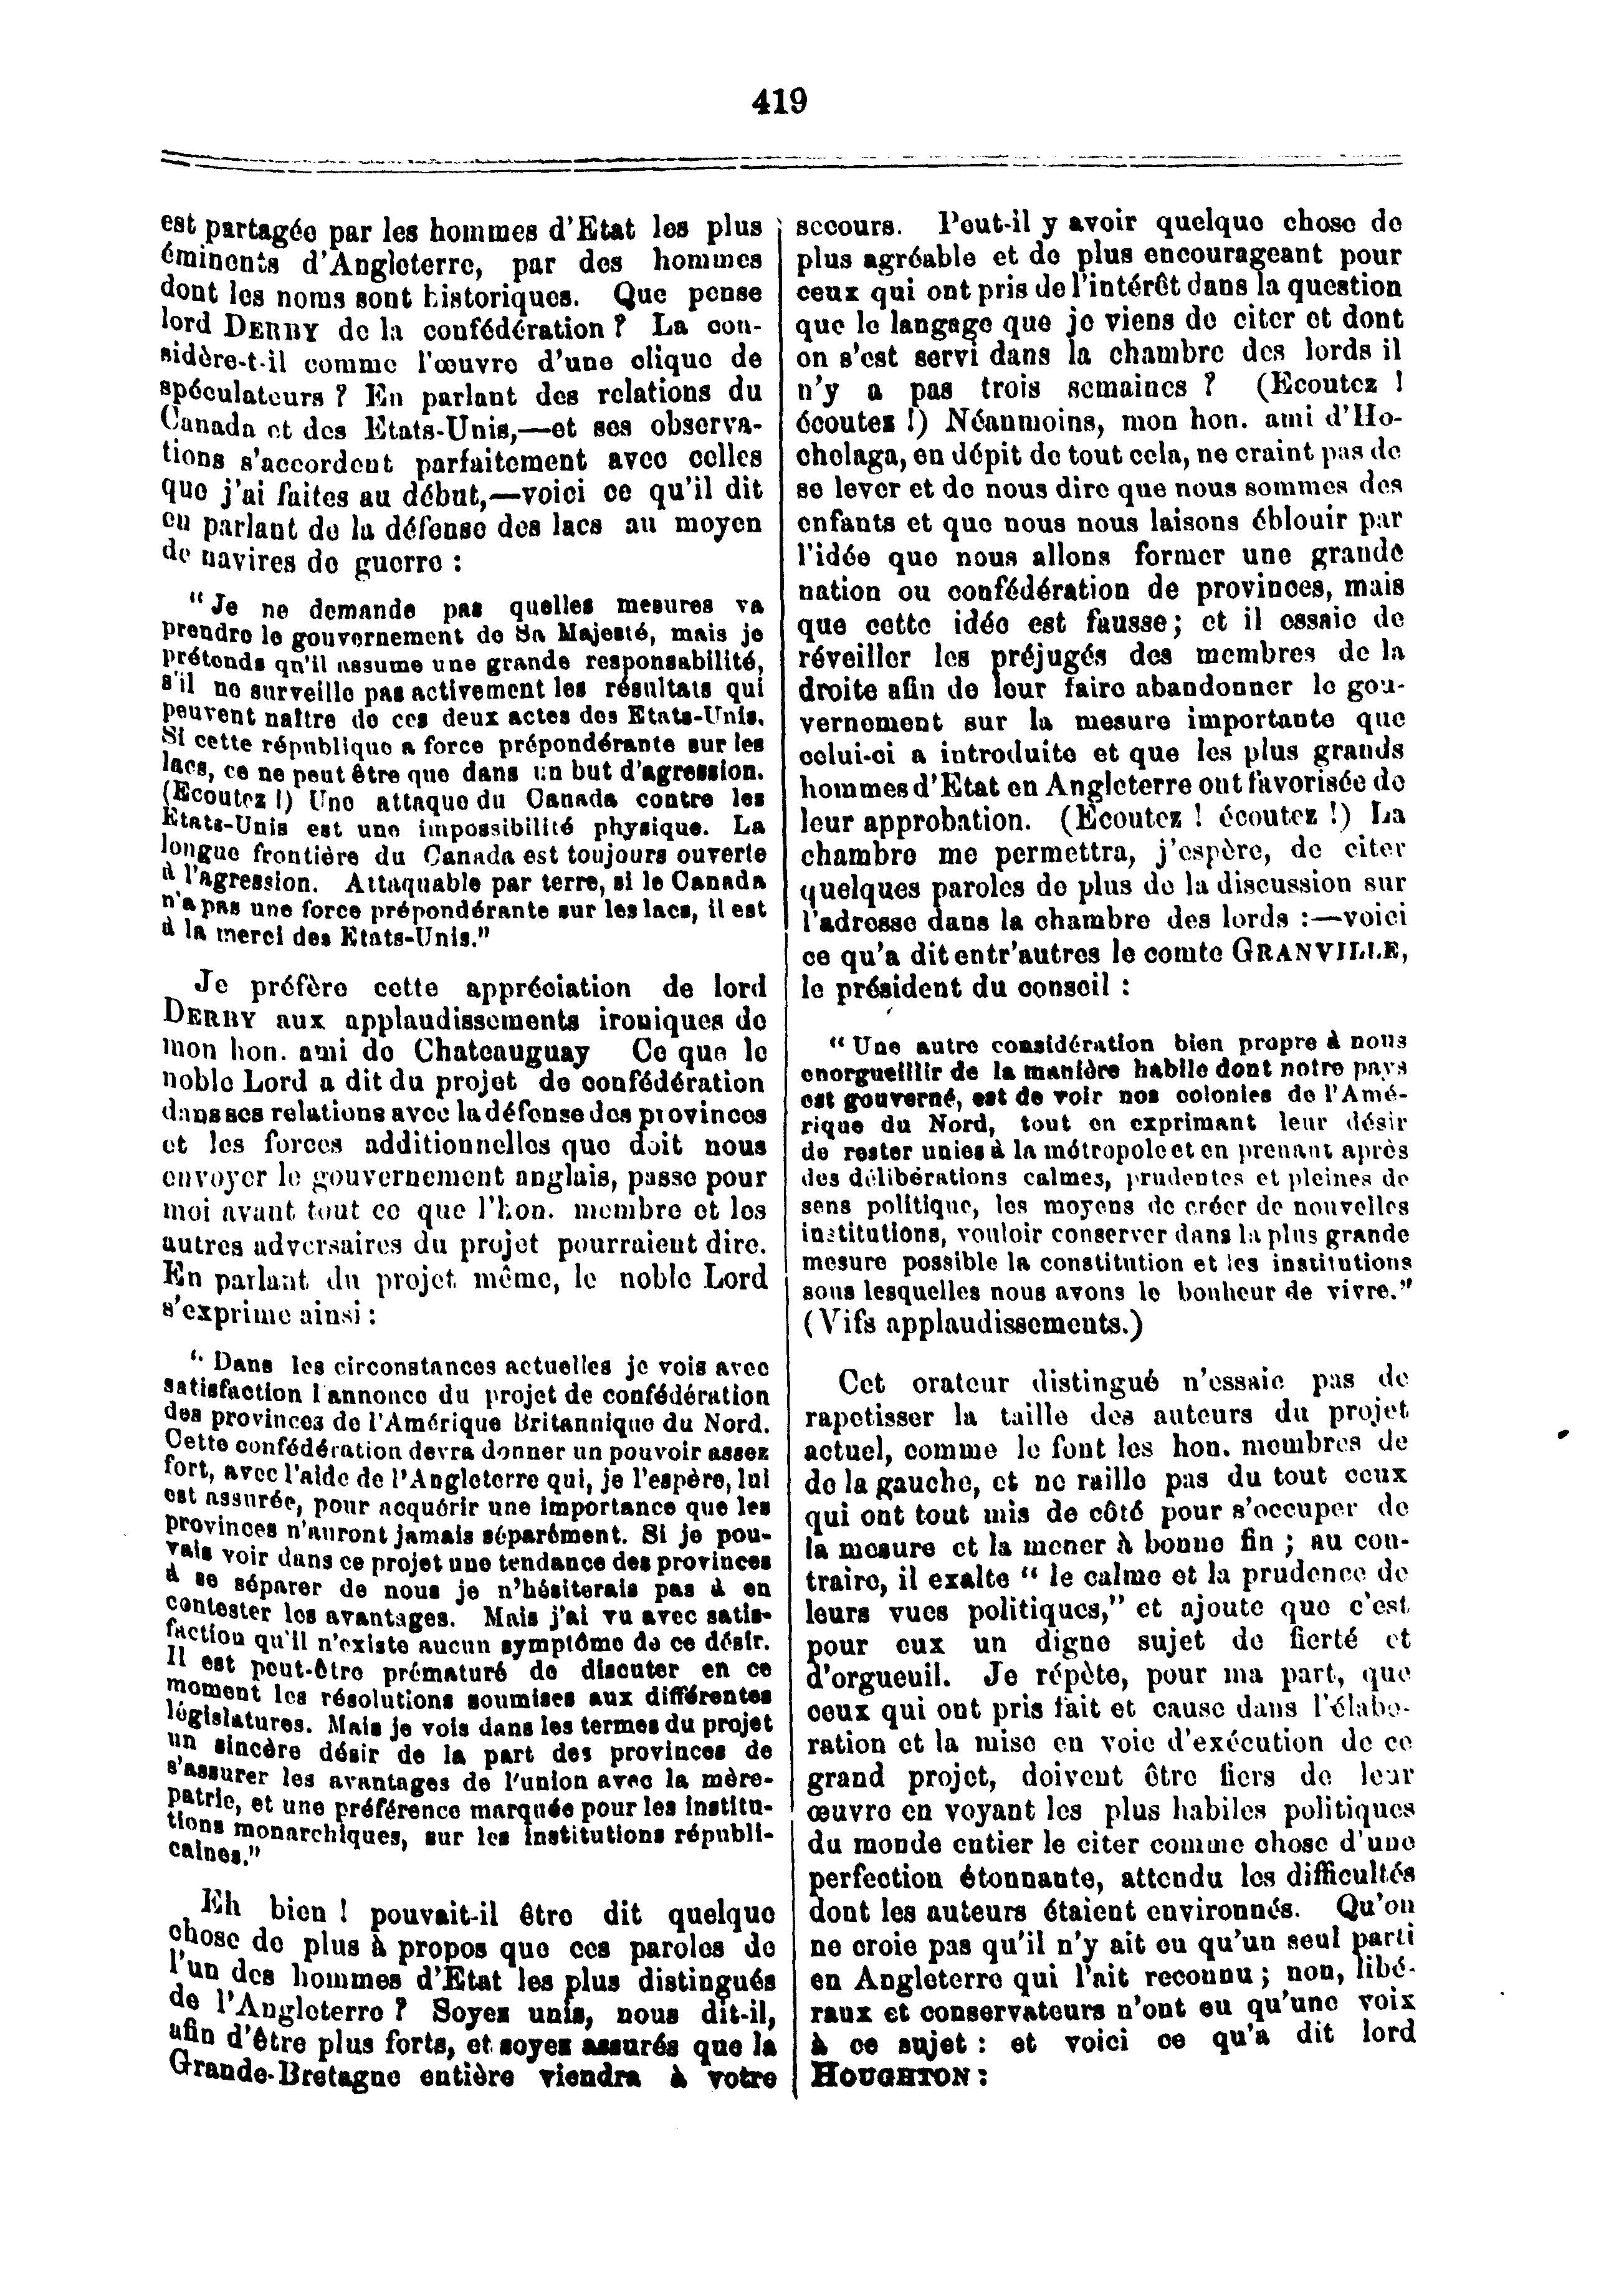 419
est partagée par les hommes d'Etat les plus
éminents d'Angleterre, par des hommes
dont les noms sont historiques. Que pense
lord DERBY de la confédération ? La con-
sidère-t-il comme l'œuvre d'une clique de
spéculateurs ? En parlant des relations du
Canada et des Etats-Unis,—et ses observa-
tions s'accordent parfaitement avec celles
que j'ai faites au début,—voici ce qu'il dit
en parlant de la défense des lacs au moyen
de navires de guerre :
"Je ne demande pas quelles mesures va
prendre le gouvernement de Sa Majesté, mais je
prétends qu'il assume une grande responsabilité,
s'il ne surveille pas activement les résultats qui
peuvent naître de ces deux actes des Etats-Unis.
Si cette république a force prépondérante sur les
lacs, ce ne peut être que dans un but d'agression.
(Ecoutez !) Une attaque du Canada contre les
Etats-Unis est une impossibilité physique. La
longue frontière du Canada est toujours ouverte
à l'agression. Attaquable par terre, si le Canada
n'a pas une force prépondérante sur les lacs, il est
à la merci des Etats-Unis."
Je préfère cette appréciation de lord
DERBY aux applaudissements ironiques de
mon hon. ami de Chateauguay Ce que le
noble Lord a dit du projet de confédération
dans ses relations avec la défense des provinces
et les forces additionnelles que doit nous
envoyer le gouvernement anglais, passe pour
moi avant tout ce que l'hon. membre et les
autres adversaires du projet pourraient dire.
En parlant du projet même, le noble Lord
s'exprime ainsi :
"Dans les circonstances actuelles je vois avec
satisfaction l'annonce du projet de confédération
des provinces de l'Amérique Britannique du Nord.
Cette confédération devra donner un pouvoir assez
fort, avec l'aide de l'Angleterre qui, je l'espère, lui
est assurée, pour acquérir une importance que les
provinces n'auront jamais séparément. Si je pou-
vais voir dans ce projet une tendance des provinces
à se séparer de nous je n'hésiterais pas à en
contester les avantages. Mais j'ai vu avec satis-
faction qu'il n'existe aucun symptôme de ce désir.
Il est peut-être prématuré de discuter en ce
moment les résolutions soumises aux différentes
législatures. Mais je vois dans les termes du projet
un sincère désir de la part des provinces de
s'assurer les avantages de l'union avec la mère-
patrie, et une préférence marquée pour les institu-
tions monarchiques, sur les institutions républi-
caines."
Eh bien ! pouvait-il être dit quelque
chose de plus à propos que ces paroles de
l'un des hommes d'Etat les plus distingués
de l'Angleterre ? Soyez unis, nous dit-il,
afin d'être plus forts, et soyez assurés que la
Grande-Bretagne entière viendra à votre
secours. Peut-il y avoir quelque chose de
plus agréable et de plus encourageant pour
ceux qui ont pris de l'intérêt dans la question
que le langage que je viens de citer et dont
on s'est servi dans la chambre des lords il
n'y a pas trois semaines ? (Ecoutez !
écoutez !) Néanmoins, mon hon. ami d'Ho-
chelaga, en dépit de tout cela, ne craint pas de
se lever et de nous dire que nous sommes des
enfants et que nous nous laisons éblouir par
l'idée que nous allons former une grande
nation ou confédération de provinces, mais
que cette idée est fausse ; et il essaie de
réveiller les préjugés des membres de la
droite afin de leur faire abandonner le gou-
vernement sur la mesure importante que
celui-ci a introduite et que les plus grands
hommes d'Etat en Angleterre ont favorisée de
leur approbation. (Ecoutez ! écoutez !) La
chambre me permettra, j'espère, de citer
quelques paroles de plus de la discussion sur
l'adresse dans la chambre des lords :—voici
ce qu'a dit entr'autres le comte GRANVILLE,
le président du conseil :
"Une autre considération bien propre à nous
enorgueillir de la manière habile dont notre pays
est gouverné, est de voir nos colonies de l'Amé-
rique du Nord, tout en exprimant leur désir
de rester unies à la métropole et en prenant après
des délibérations calmes, prudentes et pleines de
sens politique, les moyens de créer de nouvelles
institutions, vouloir conserver dans la plus grande
mesure possible la constitution et les institutions
sous lesquelles nous avons le bonheur de vivre."
(Vifs applaudissements.)
Cet orateur distingué n'essaie pas de
rapetisser la taille des auteurs du projet
actuel, comme le font les hon. membres de
de la gauche, et ne raille pas du tout ceux
qui ont tout mis de côté pour s'occuper de
la mesure et la mener à bonne fin ; au con-
traire, il exalte " le calme et la prudence de
leurs vues politiques," et ajoute que c'est
pour eux un digne sujet de fierté et
d'orgueuil. Je répète, pour ma part, que
ceux qui ont pris fait et cause dans l'élabo-
ration et la mise en voie d'exécution de ce
grand projet, doivent être fiers de leur
œuvre en voyant les plus habiles politiques
du monde entier le citer comme chose d'une
perfection étonnante, attendu les difficultés
dont les auteurs étaient environnés. Qu'on
ne croie pas qu'il n'y ait eu qu'un seul parti
en Angleterre qui l'ait reconnu ; non, libé-
raux et conservateurs n'ont eu qu'une voix
à ce sujet : et voici ce qu'a dit lord
HOUGHTON :